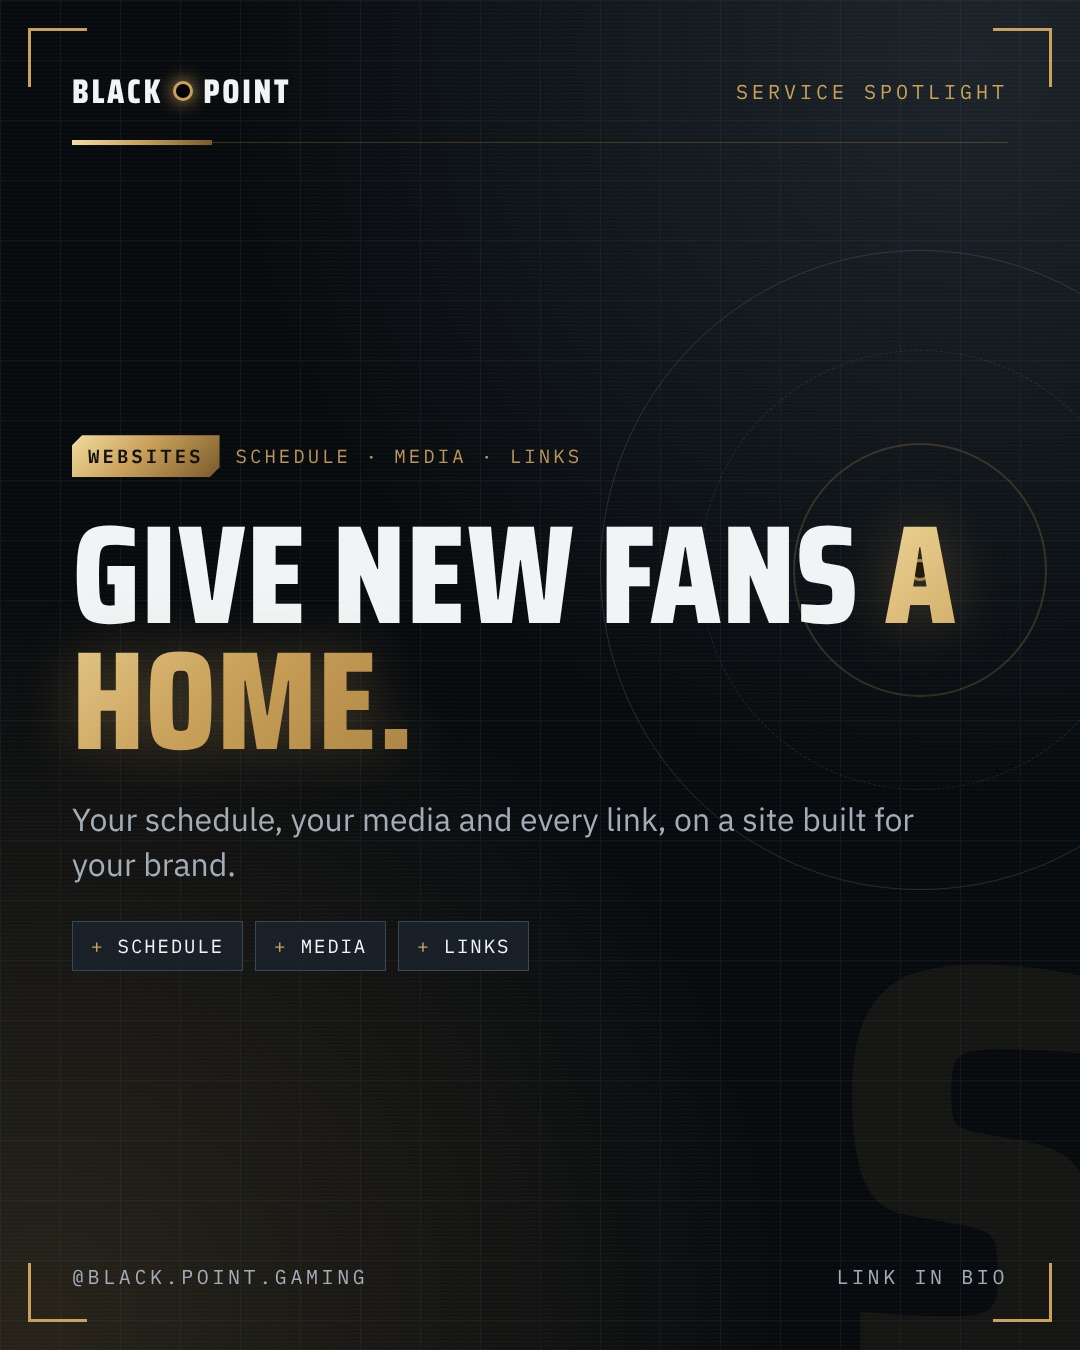 BLACK POINT
SERVICE SPOTLIGHT
WEBSITES
SCHEDULE · MEDIA · LINKS
GIVE NEW FANS A
HOME.
Your schedule, your media and every link, on a site built for
your brand.
+ SCHEDULE
+ MEDIA
+ LINKS
S
@BLACK.POINT.GAMING
LINK IN BIO